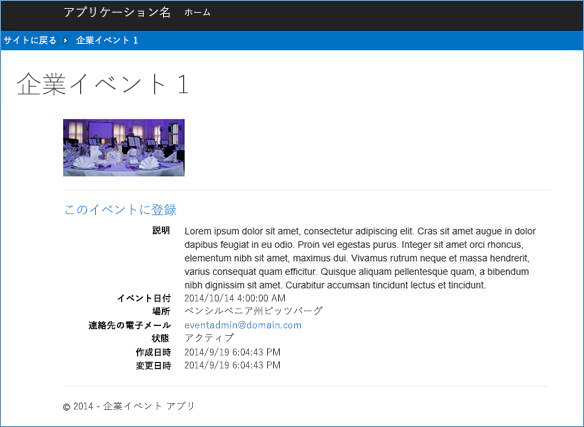 アプリケーション名 ホーム
サイトに戻る 企業イベント 1
企業イベント 1
このイベントに登録
説明 Lorem ipsum dolor sit amet, consectetur adipiscing elit. Cras sit amet augue in dolor
dapibus feugiat in eu odio. Proin vel egestas purus. Integer sit amet orci rhoncus,
elementum nibh sit amet, maximus dui. Vivamus rutrum neque et massa hendrerit,
varius consequat quam efficitur. Quisque aliquam pellentesque quam, a bibendum
nibh dignissim sit amet. Curabitur accumsan tincidunt lectus et tincidunt.
イベント日付 2014/10/14 4:00:00 AM
場所 ペンシルベニア州ピッツバーグ
連絡先の電子メール eventadmin@domain.com
状態 アクティブ
作成日時 2014/9/19 6:04:43 PM
変更日時 2014/9/19 6:04:43 PM
© 2014 - 企業イベント アプリ